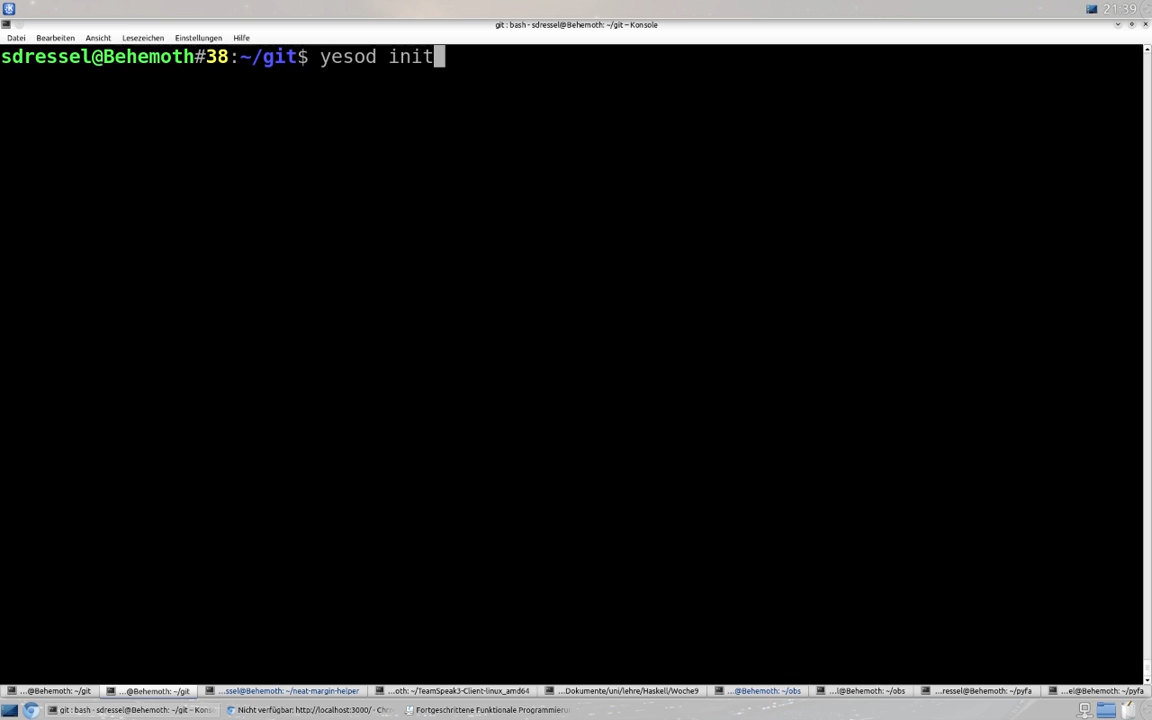 21:39
git : bash - sdressel@Behemoth: ~/git – Konsole
Datei Bearbeiten Ansicht Lesezeichen Einstellungen Hilfe
sdressel@Behemoth#38:~/git$ yesod init
...@Behemoth: ~/git ...@Behemoth: ~/git ...ssel@Behemoth: ~/neat-margin-helper ...oth: ~/TeamSpeak3-Client-linux_amd64 ...Dokumente/uni/lehre/Haskell/Woche9 ...@Behemoth: ~/obs ...l@Behemoth: ~/obs ...ressel@Behemoth: ~/pyfa ...el@Behemoth: ~/pyfa
git : bash - sdressel@Behemoth: ~/git – Kons Nicht verfügbar: http://localhost:3000/ - Chro Fortgeschrittene Funktionale Programmieru